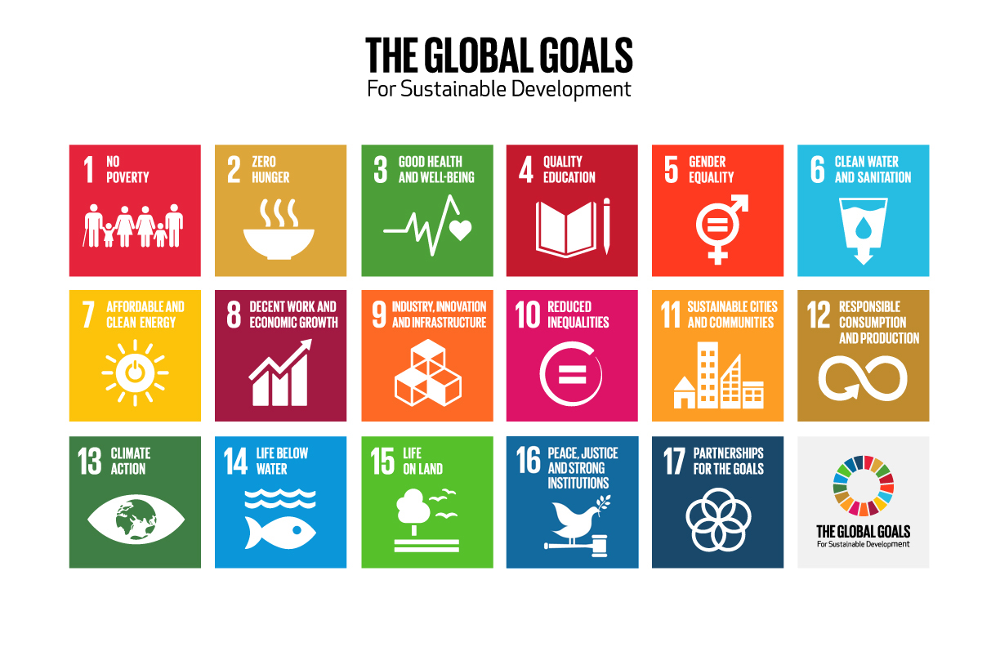 THE GLOBAL GOALS
For Sustainable Development
1 NO
POVERTY
2 ZERO
HUNGER
3 GOOD HEALTH
AND WELL-BEING
4 QUALITY
EDUCATION
5 GENDER
EQUALITY
6 CLEAN WATER
AND SANITATION
7 AFFORDABLE AND
CLEAN ENERGY
8 DECENT WORK AND
ECONOMIC GROWTH
9 INDUSTRY, INNOVATION
AND INFRASTRUCTURE
10 REDUCED
INEQUALITIES
11 SUSTAINABLE CITIES
AND COMMUNITIES
12 RESPONSIBLE
CONSUMPTION
AND PRODUCTION
13 CLIMATE
ACTION
14 LIFE BELOW
WATER
15 LIFE
ON LAND
16 PEACE, JUSTICE
AND STRONG
INSTITUTIONS
17 PARTNERSHIPS
FOR THE GOALS
THE GLOBAL GOALS
For Sustainable Development